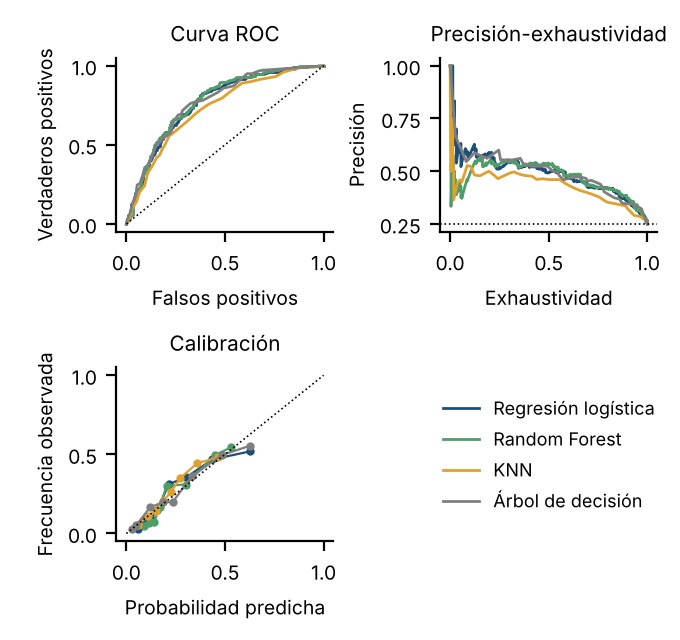 Curva ROC
Verdaderos positivos
1.0
0.5
0.0
0.0 0.5 1.0
Falsos positivos
Precisión-exhaustividad
Precisión
1.00
0.75
0.50
0.25
0.0 0.5 1.0
Exhaustividad
Calibración
Frecuencia observada
1.0
0.5
0.0
0.0 0.5 1.0
Probabilidad predicha
Regresión logística
Random Forest
KNN
Árbol de decisión